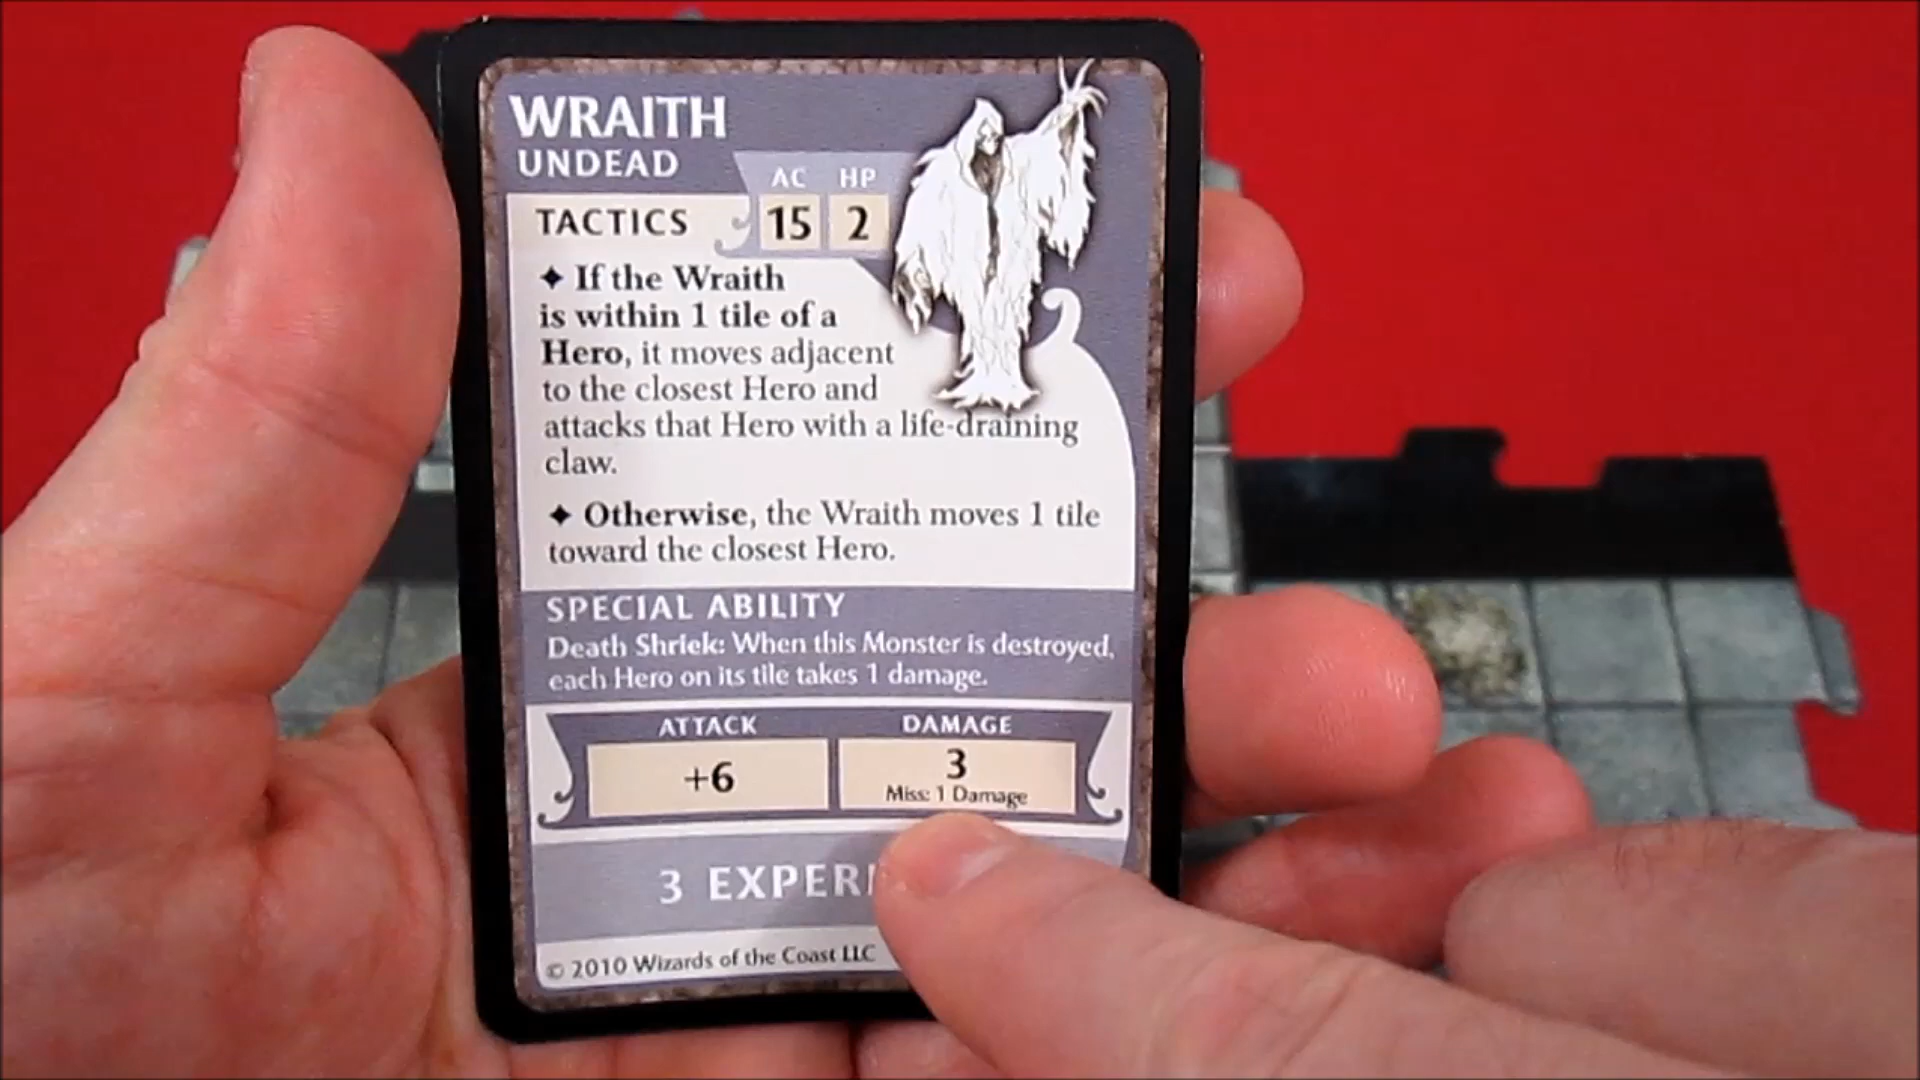 WRAITH
UNDEAD
AC HP
TACTICS 15 2
✦ If the Wraith
is within 1 tile of a
Hero, it moves adjacent
to the closest Hero and
attacks that Hero with a life-draining
claw.
✦ Otherwise, the Wraith moves 1 tile
toward the closest Hero.
SPECIAL ABILITY
Death Shriek: When this Monster is destroyed,
each Hero on its tile takes 1 damage.
ATTACK DAMAGE
+6 3
Miss: 1 Damage
3 EXPERI
© 2010 Wizards of the Coast LLC